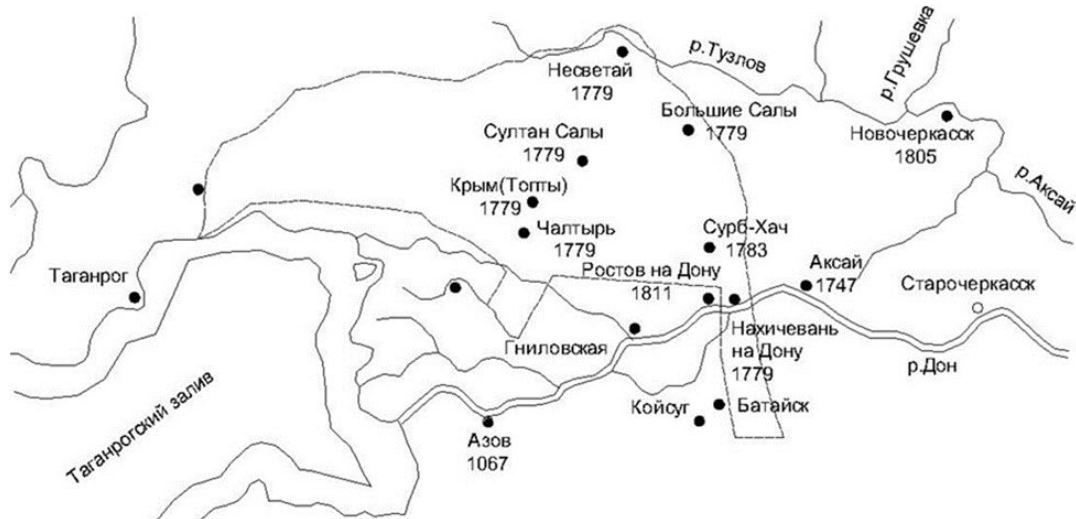 р.Тузлов
р.Грушевка
Несветай
1779
Большие Салы
1779
Новочеркасск
1805
Султан Салы
1779
р.Аксай
Крым(Топты)
1779
Чалтырь
1779
Сурб-Хач
1783
Таганрог
Ростов на Дону
1811
Аксай
1747
Старочеркасск
Гниловская
Нахичевань
на Дону
1779
р.Дон
Таганрогский залив
Койсуг
Батайск
Азов
1067